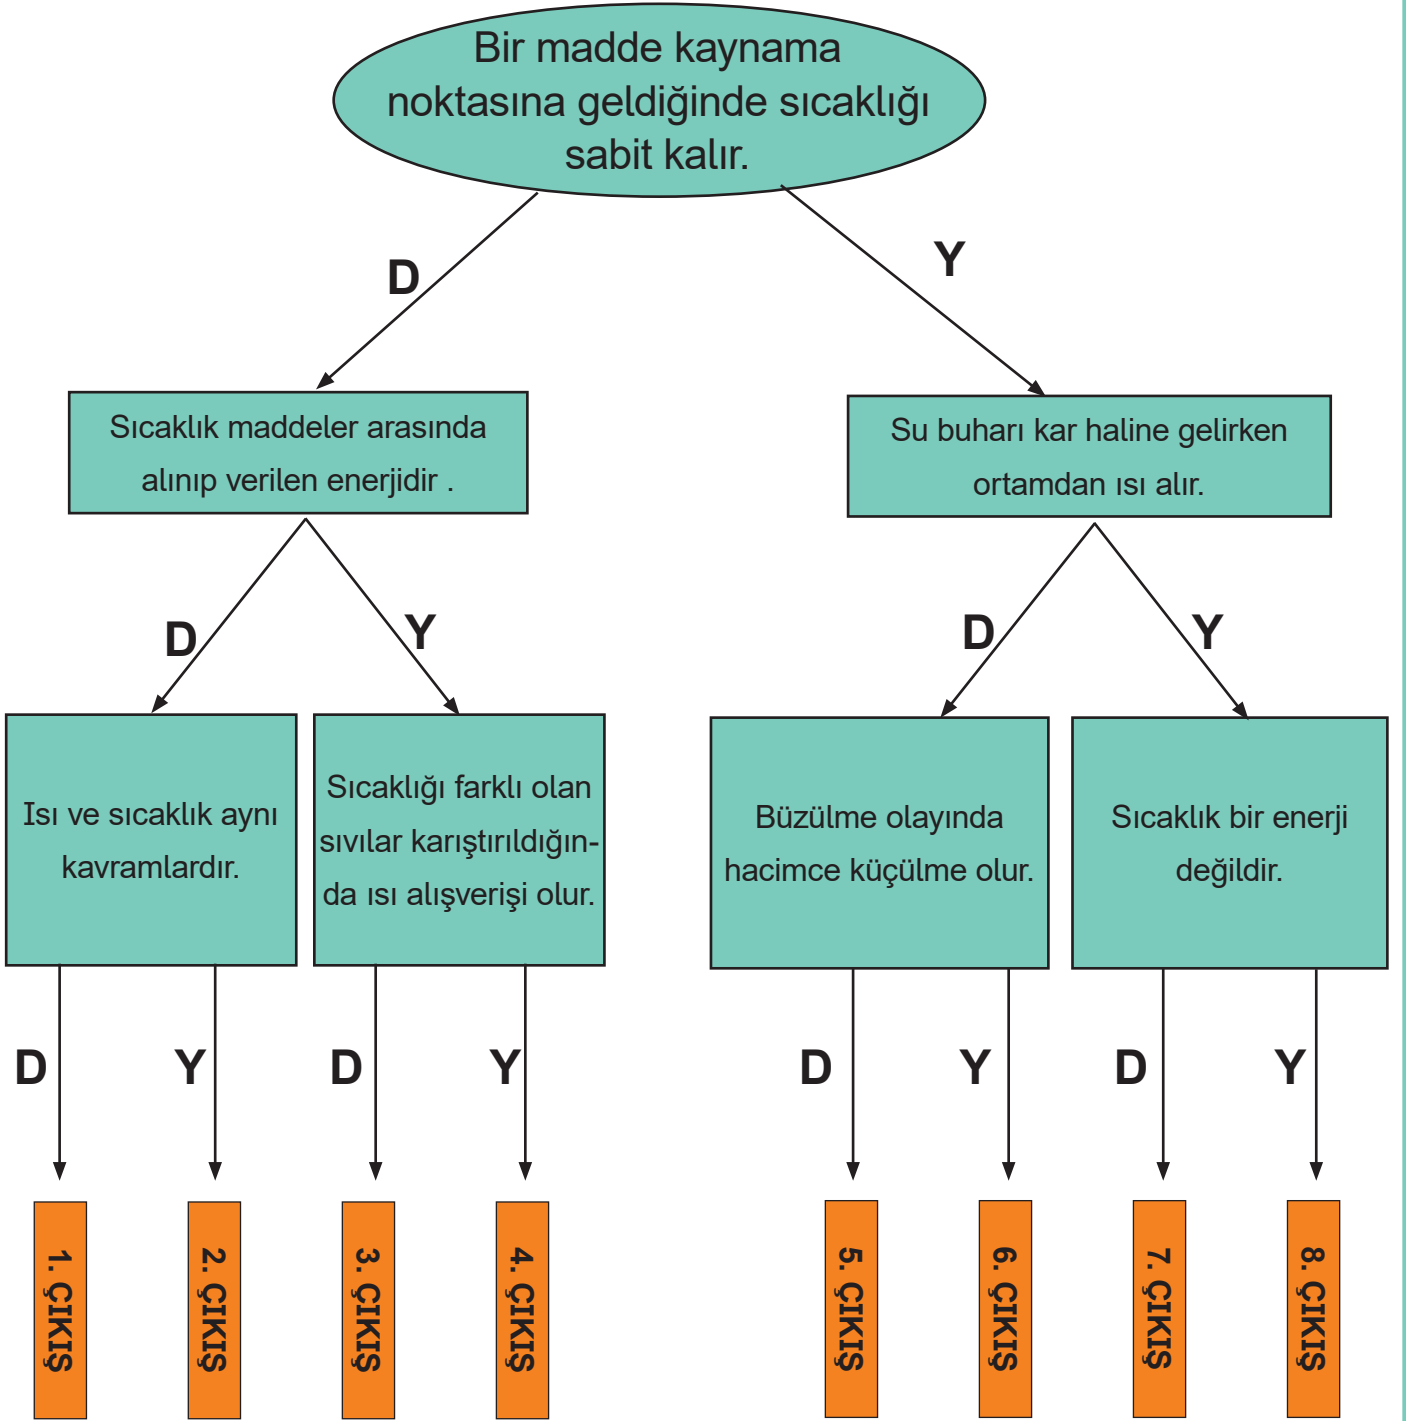 Bir madde kaynama
noktasına geldiğinde sıcaklığı
sabit kalır.
D
Y
Sıcaklık maddeler arasında
alınıp verilen enerjidir .
Su buharı kar haline gelirken
ortamdan ısı alır.
D
Y
D
Y
Isı ve sıcaklık aynı
kavramlardır.
Sıcaklığı farklı olan
sıvılar karıştırıldığın-
da ısı alışverişi olur.
Büzülme olayında
hacimce küçülme olur.
Sıcaklık bir enerji
değildir.
D
Y
D
Y
D
Y
D
Y
1. ÇIKIŞ
2. ÇIKIŞ
3. ÇIKIŞ
4. ÇIKIŞ
5. ÇIKIŞ
6. ÇIKIŞ
7. ÇIKIŞ
8. ÇIKIŞ